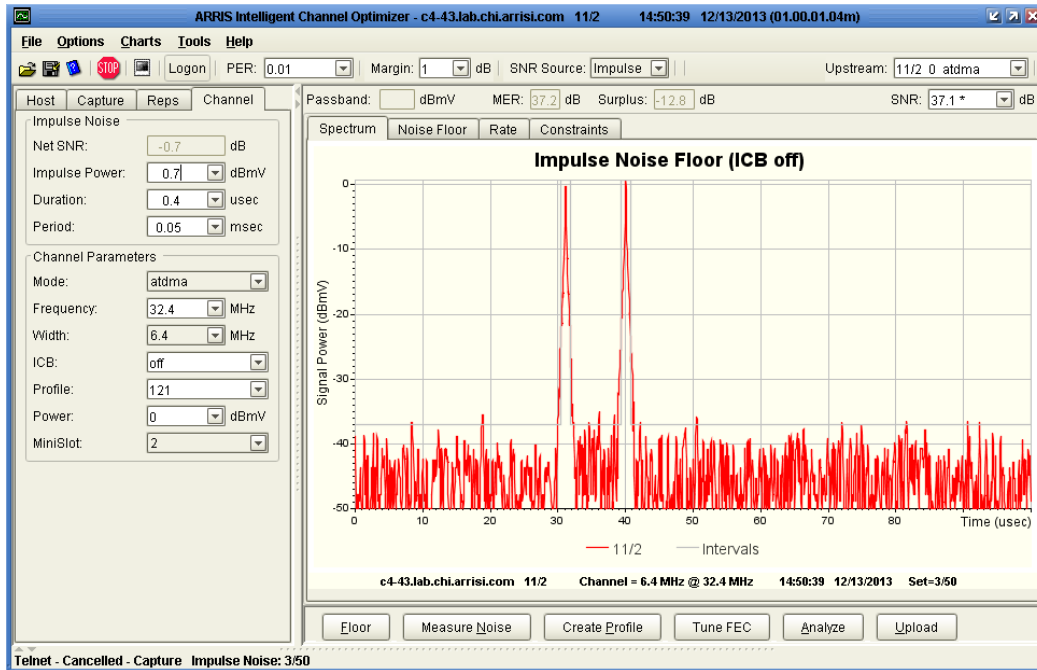 ARRIS Intelligent Channel Optimizer - c4-43.lab.chi.arrisi.com 11/2 14:50:39 12/13/2013 (01.00.01.04m)
File Options Charts Tools Help
STOP Logon PER: 0.01 Margin: 1 dB SNR Source: Impulse Upstream: 11/2 0 atdma
Host Capture Reps Channel
Impulse Noise
Net SNR: -0.7 dB
Impulse Power: 0.7 dBmV
Duration: 0.4 usec
Period: 0.05 msec
Channel Parameters
Mode: atdma
Frequency: 32.4 MHz
Width: 6.4 MHz
ICB: off
Profile: 121
Power: 0 dBmV
MiniSlot: 2
Passband: dBmV MER: 37.2 dB Surplus: -12.8 dB SNR: 37.1 * dB
Spectrum Noise Floor Rate Constraints
Impulse Noise Floor (ICB off)
Signal Power (dBmV)
0
-10
-20
-30
-40
-50
0 10 20 30 40 50 60 70 80 Time (usec)
11/2 Intervals
c4-43.lab.chi.arrisi.com 11/2 Channel = 6.4 MHz @ 32.4 MHz 14:50:39 12/13/2013 Set=3/50
Floor Measure Noise Create Profile Tune FEC Analyze Upload
Telnet - Cancelled - Capture Impulse Noise: 3/50